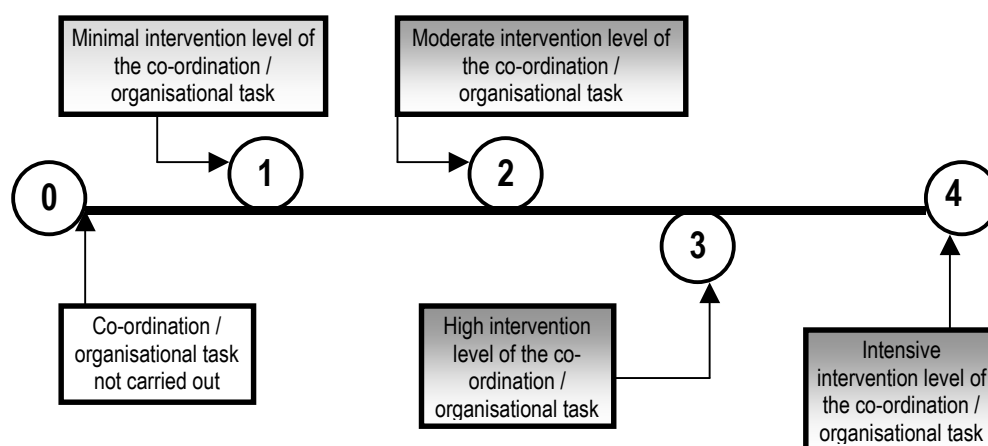 Minimal intervention level of
the co-ordination /
organisational task
Moderate intervention level of
the co-ordination /
organisational task
0
1
2
3
4
Co-ordination /
organisational task
not carried out
High intervention
level of the co-
ordination /
organisational task
Intensive
intervention level of
the co-ordination /
organisational task